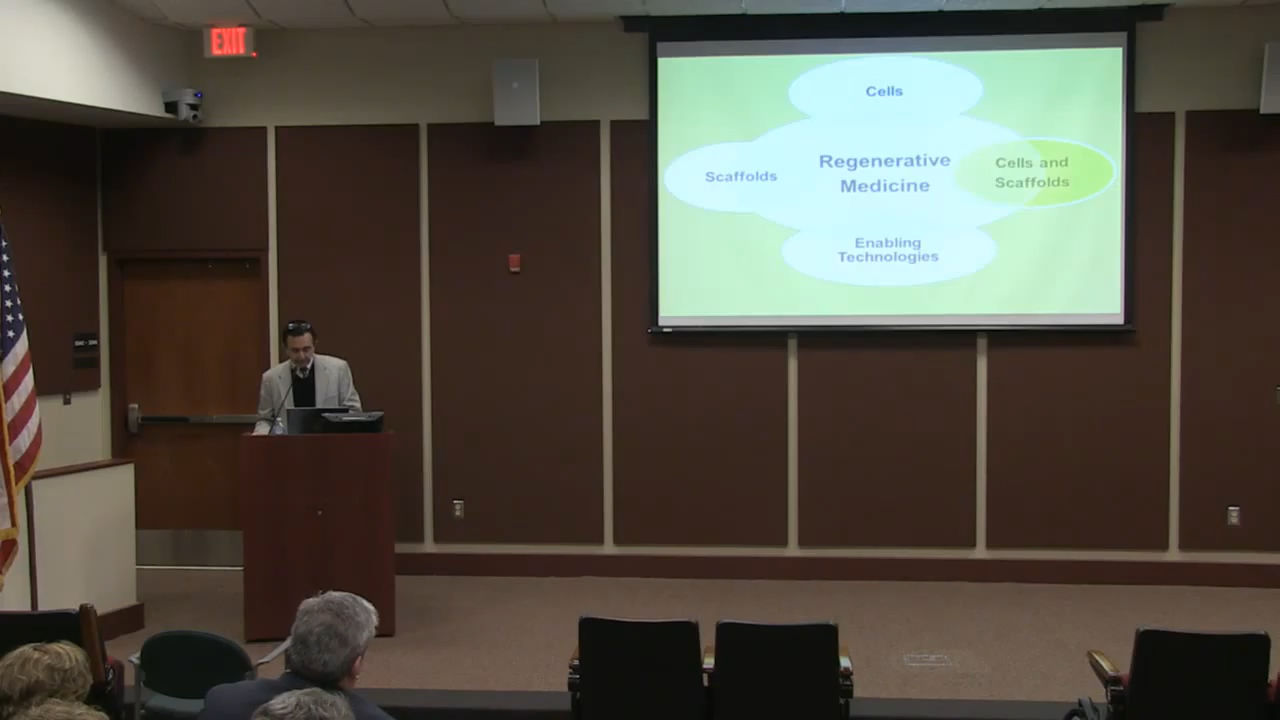 EXIT
Cells
Regenerative
Medicine
Scaffolds
Cells and
Scaffolds
Enabling
Technologies